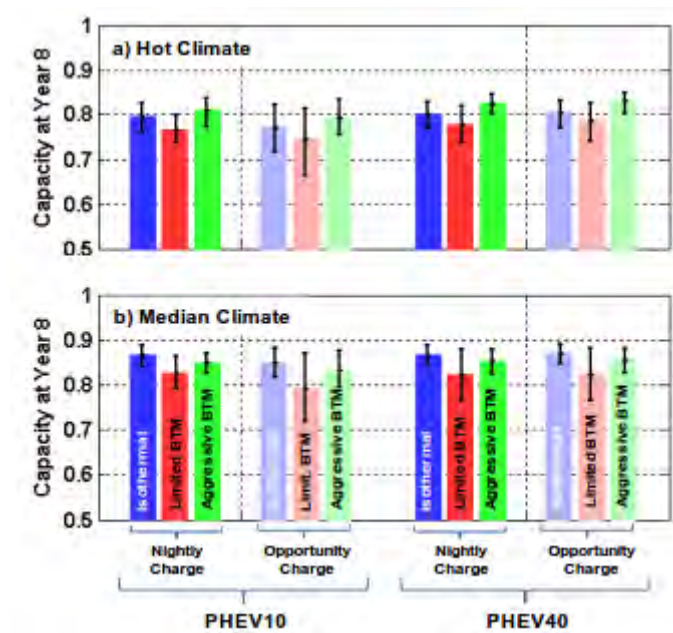 a) Hot Climate
Capacity at Year 8
1
0.9
0.8
0.7
0.6
0.5
b) Median Climate
Capacity at Year 8
1
0.9
0.8
0.7
0.6
0.5
Isothermal
Limited BTM
Aggressive BTM
Limit. BTM
Aggressive BTM
Isothermal
Limited BTM
Aggressive BTM
Limited BTM
Aggressive BTM
Nightly
Charge
Opportunity
Charge
Nightly
Charge
Opportunity
Charge
PHEV10
PHEV40